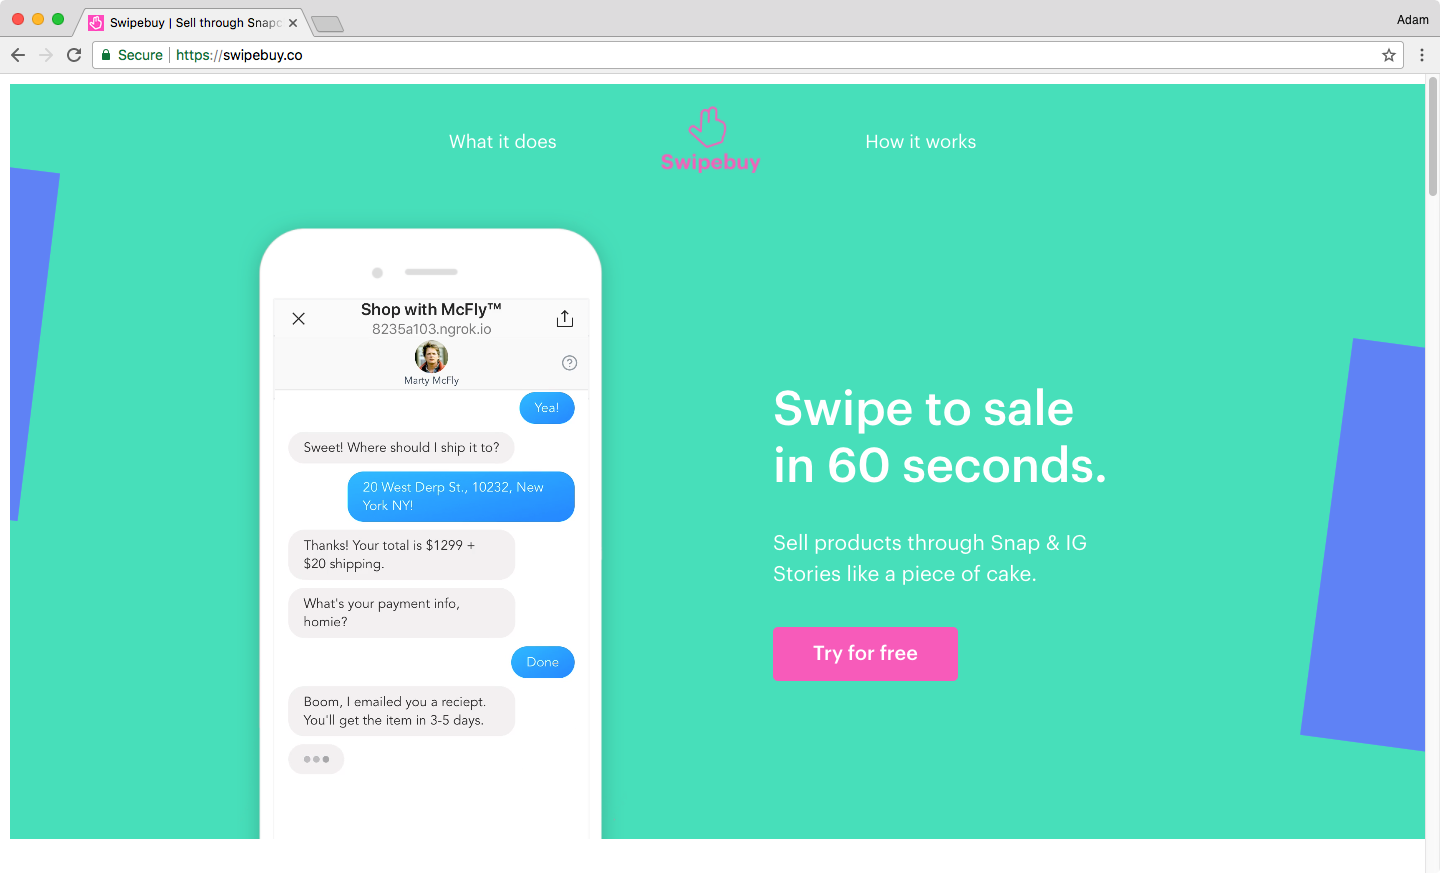 Swipebuy | Sell through Snapc
Adam
Secure
https://swipebuy.co
What it does
Swipebuy
How it works
Shop with McFly™
8235a103.ngrok.io
Marty McFly
Yea!
Sweet! Where should I ship it to?
20 West Derp St., 10232, New
York NY!
Thanks! Your total is $1299 +
$20 shipping.
What's your payment info,
homie?
Done
Boom, I emailed you a reciept.
You'll get the item in 3-5 days.
Swipe to sale
in 60 seconds.
Sell products through Snap & IG
Stories like a piece of cake.
Try for free